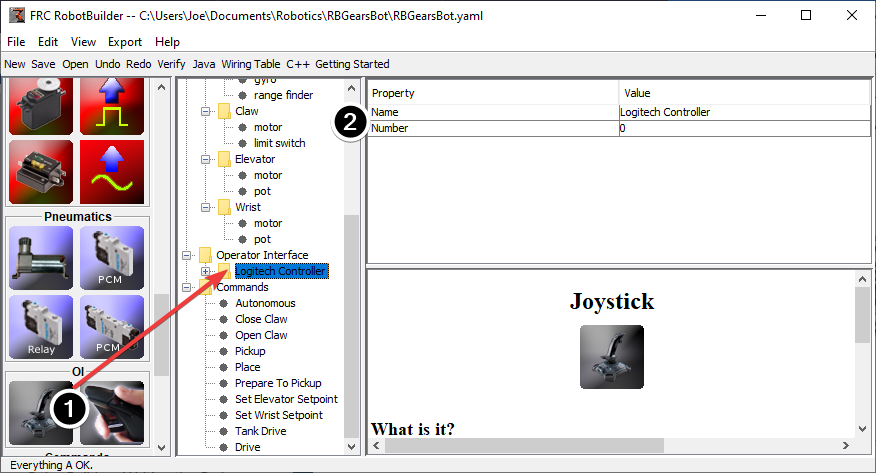 FRC RobotBuilder -- C:\Users\Joe\Documents\Robotics\RBGearsBot\RBGearsBot.yaml
File Edit View Export Help
New Save Open Undo Redo Verify Java Wiring Table C++ Getting Started
Pneumatics
PCM
Relay
PCM
OI
1
gyro
range finder
Claw
motor
limit switch
Elevator
motor
pot
Wrist
motor
pot
Operator Interface
Logitech Controller
Commands
Autonomous
Close Claw
Open Claw
Pickup
Place
Prepare To Pickup
Set Elevator Setpoint
Set Wrist Setpoint
Tank Drive
Drive
2
Property Value
Name Logitech Controller
Number 0
Joystick
What is it?
Everything A OK.